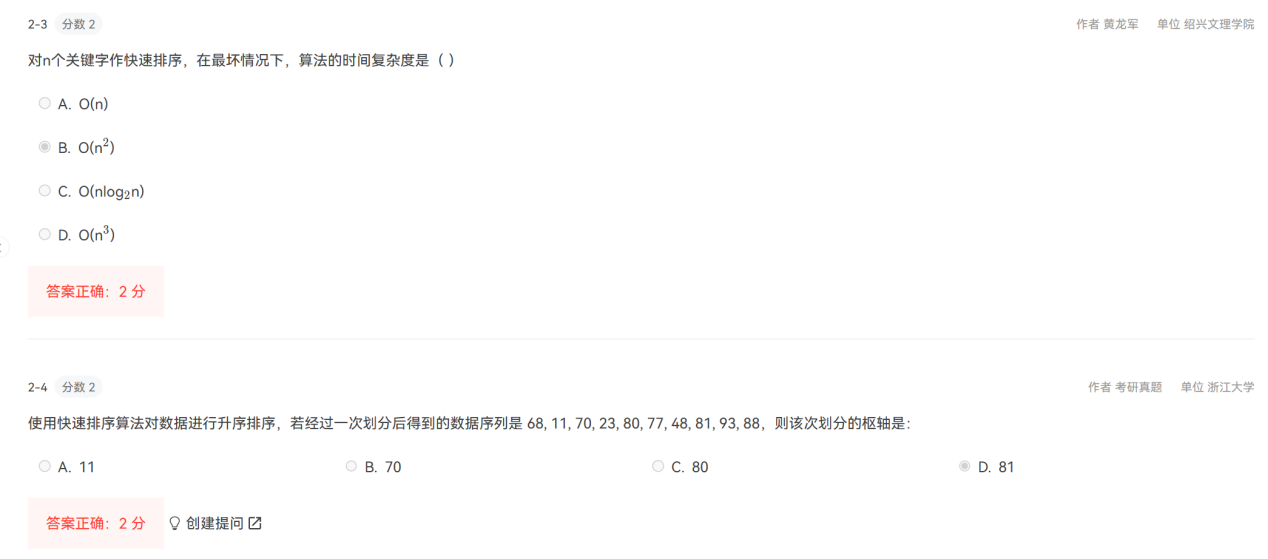 2-3 分数 2 作者 黄龙军 单位 绍兴文理学院
对n个关键字作快速排序，在最坏情况下，算法的时间复杂度是（ ）
A. O(n)
B. O(n²)
C. O(nlog₂n)
D. O(n³)
答案正确：2 分
2-4 分数 2 作者 考研真题 单位 浙江大学
使用快速排序算法对数据进行升序排序，若经过一次划分后得到的数据序列是 68, 11, 70, 23, 80, 77, 48, 81, 93, 88，则该次划分的枢轴是：
A. 11 B. 70 C. 80 D. 81
答案正确：2 分 创建提问